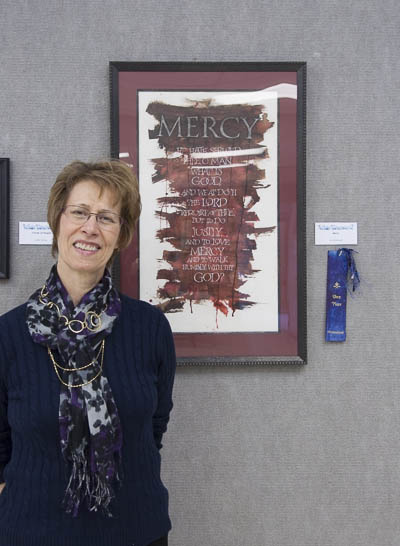 MERCY
HE HATH SHEWED
THEE O MAN
WHAT IS
GOOD
AND WHAT DOTH
THE LORD
REQUIRE OF THEE
BUT TO DO
JUSTLY
AND TO LOVE
MERCY
AND TO WALK
HUMBLY WITH THY
GOD?